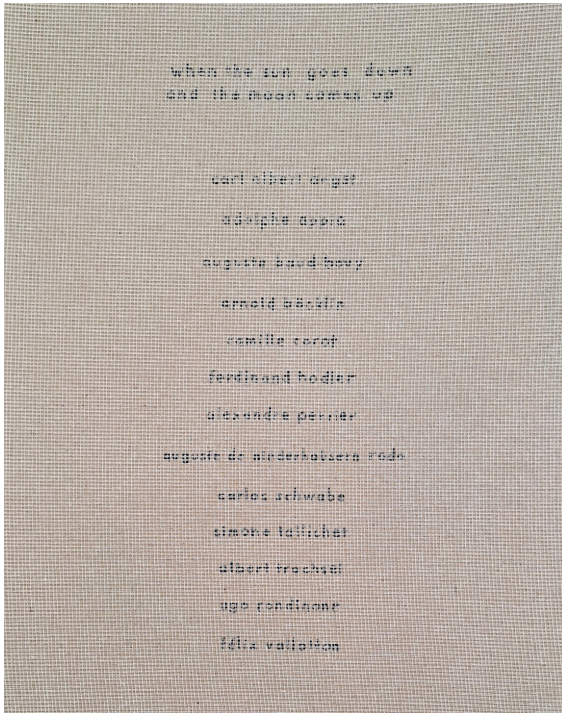 when the sun goes down
and the moon comes up
carl albert angst
adolphe appia
auguste baud bovy
arnold böcklin
camille corot
ferdinand hodler
alexandre perrier
auguste de niederhäusern rodo
carlos schwabe
simone taillichet
albert trachsel
ugo rondinone
félix vallotton